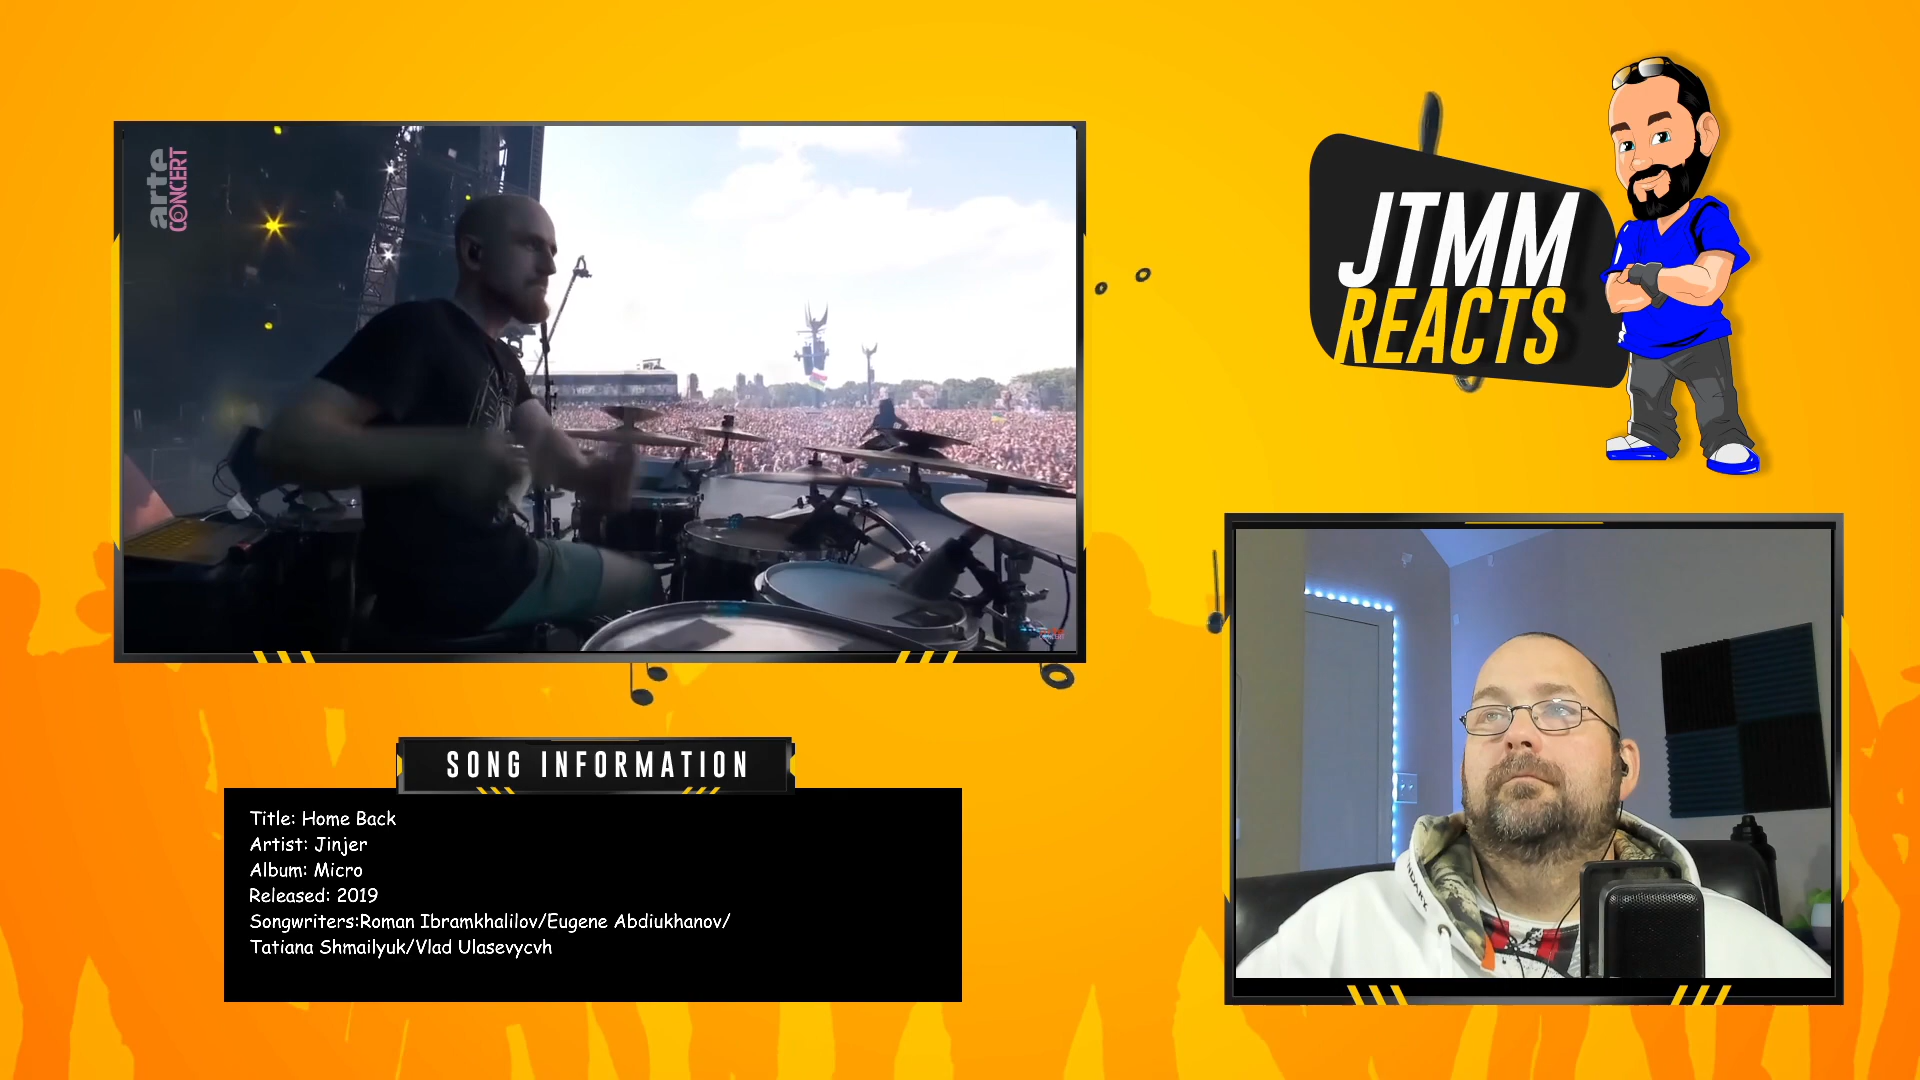 arte
CONCERT
JTMM
REACTS
SONG INFORMATION
Title: Home Back
Artist: Jinjer
Album: Micro
Released: 2019
Songwriters:Roman Ibramkhalilov/Eugene Abdiukhanov/
Tatiana Shmailyuk/Vlad Ulasevycvh